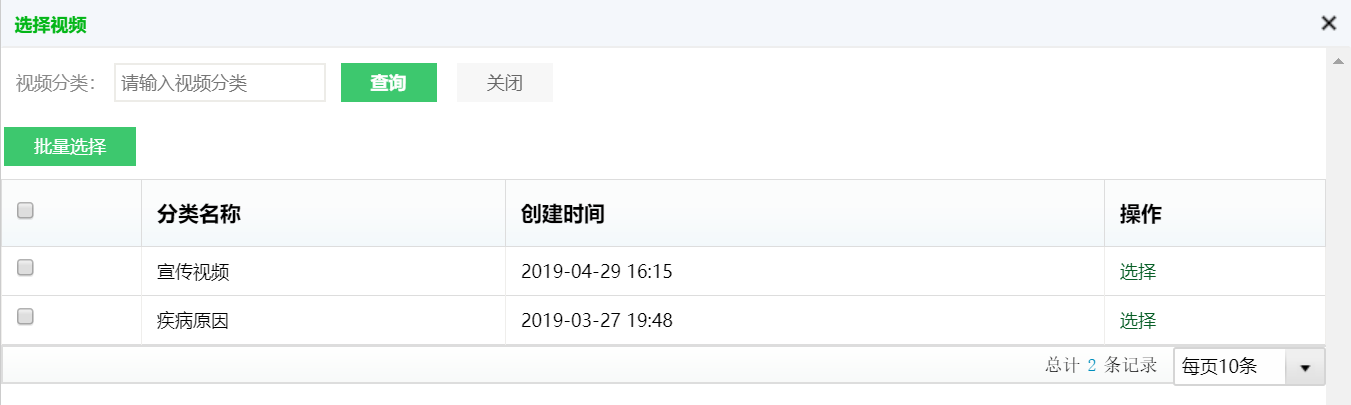 选择视频
视频分类: 请输入视频分类 查询 关闭
批量选择
分类名称 创建时间 操作
宣传视频 2019-04-29 16:15 选择
疾病原因 2019-03-27 19:48 选择
总计 2 条记录 每页10条